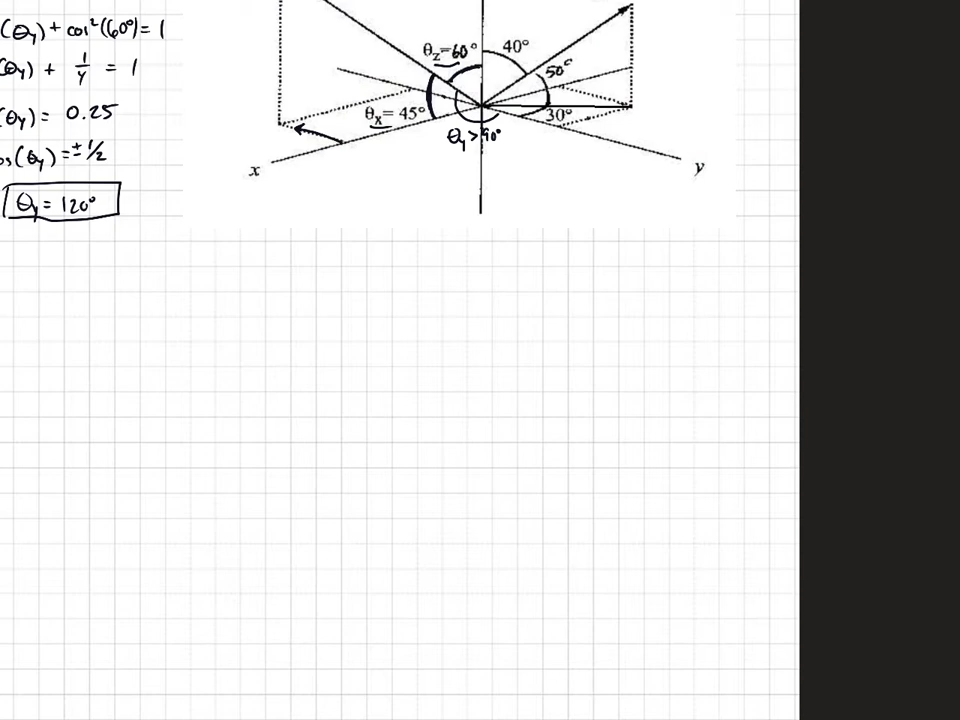 (θy) + cos²(60°) = 1
(θy) + 1/4 = 1
(θy) = 0.25
os(θy) = ± 1/2
θy = 120°
θz = 60°
40°
50°
θx = 45°
30°
θy > 90°
x
y